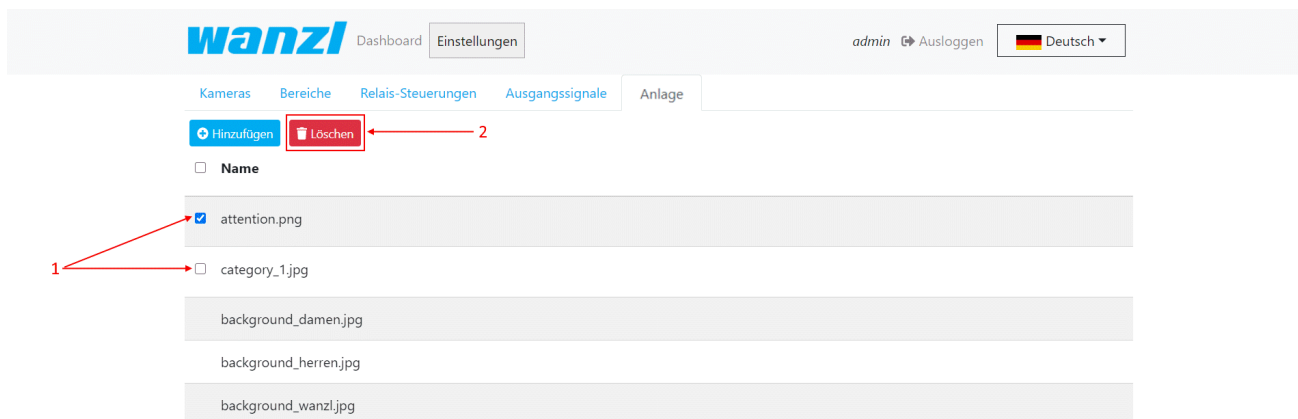 wanzl Dashboard Einstellungen admin Ausloggen Deutsch
Kameras Bereiche Relais-Steuerungen Ausgangssignale Anlage
Hinzufügen Löschen 2
Name
attention.png
1
category_1.jpg
background_damen.jpg
background_herren.jpg
background_wanzl.jpg